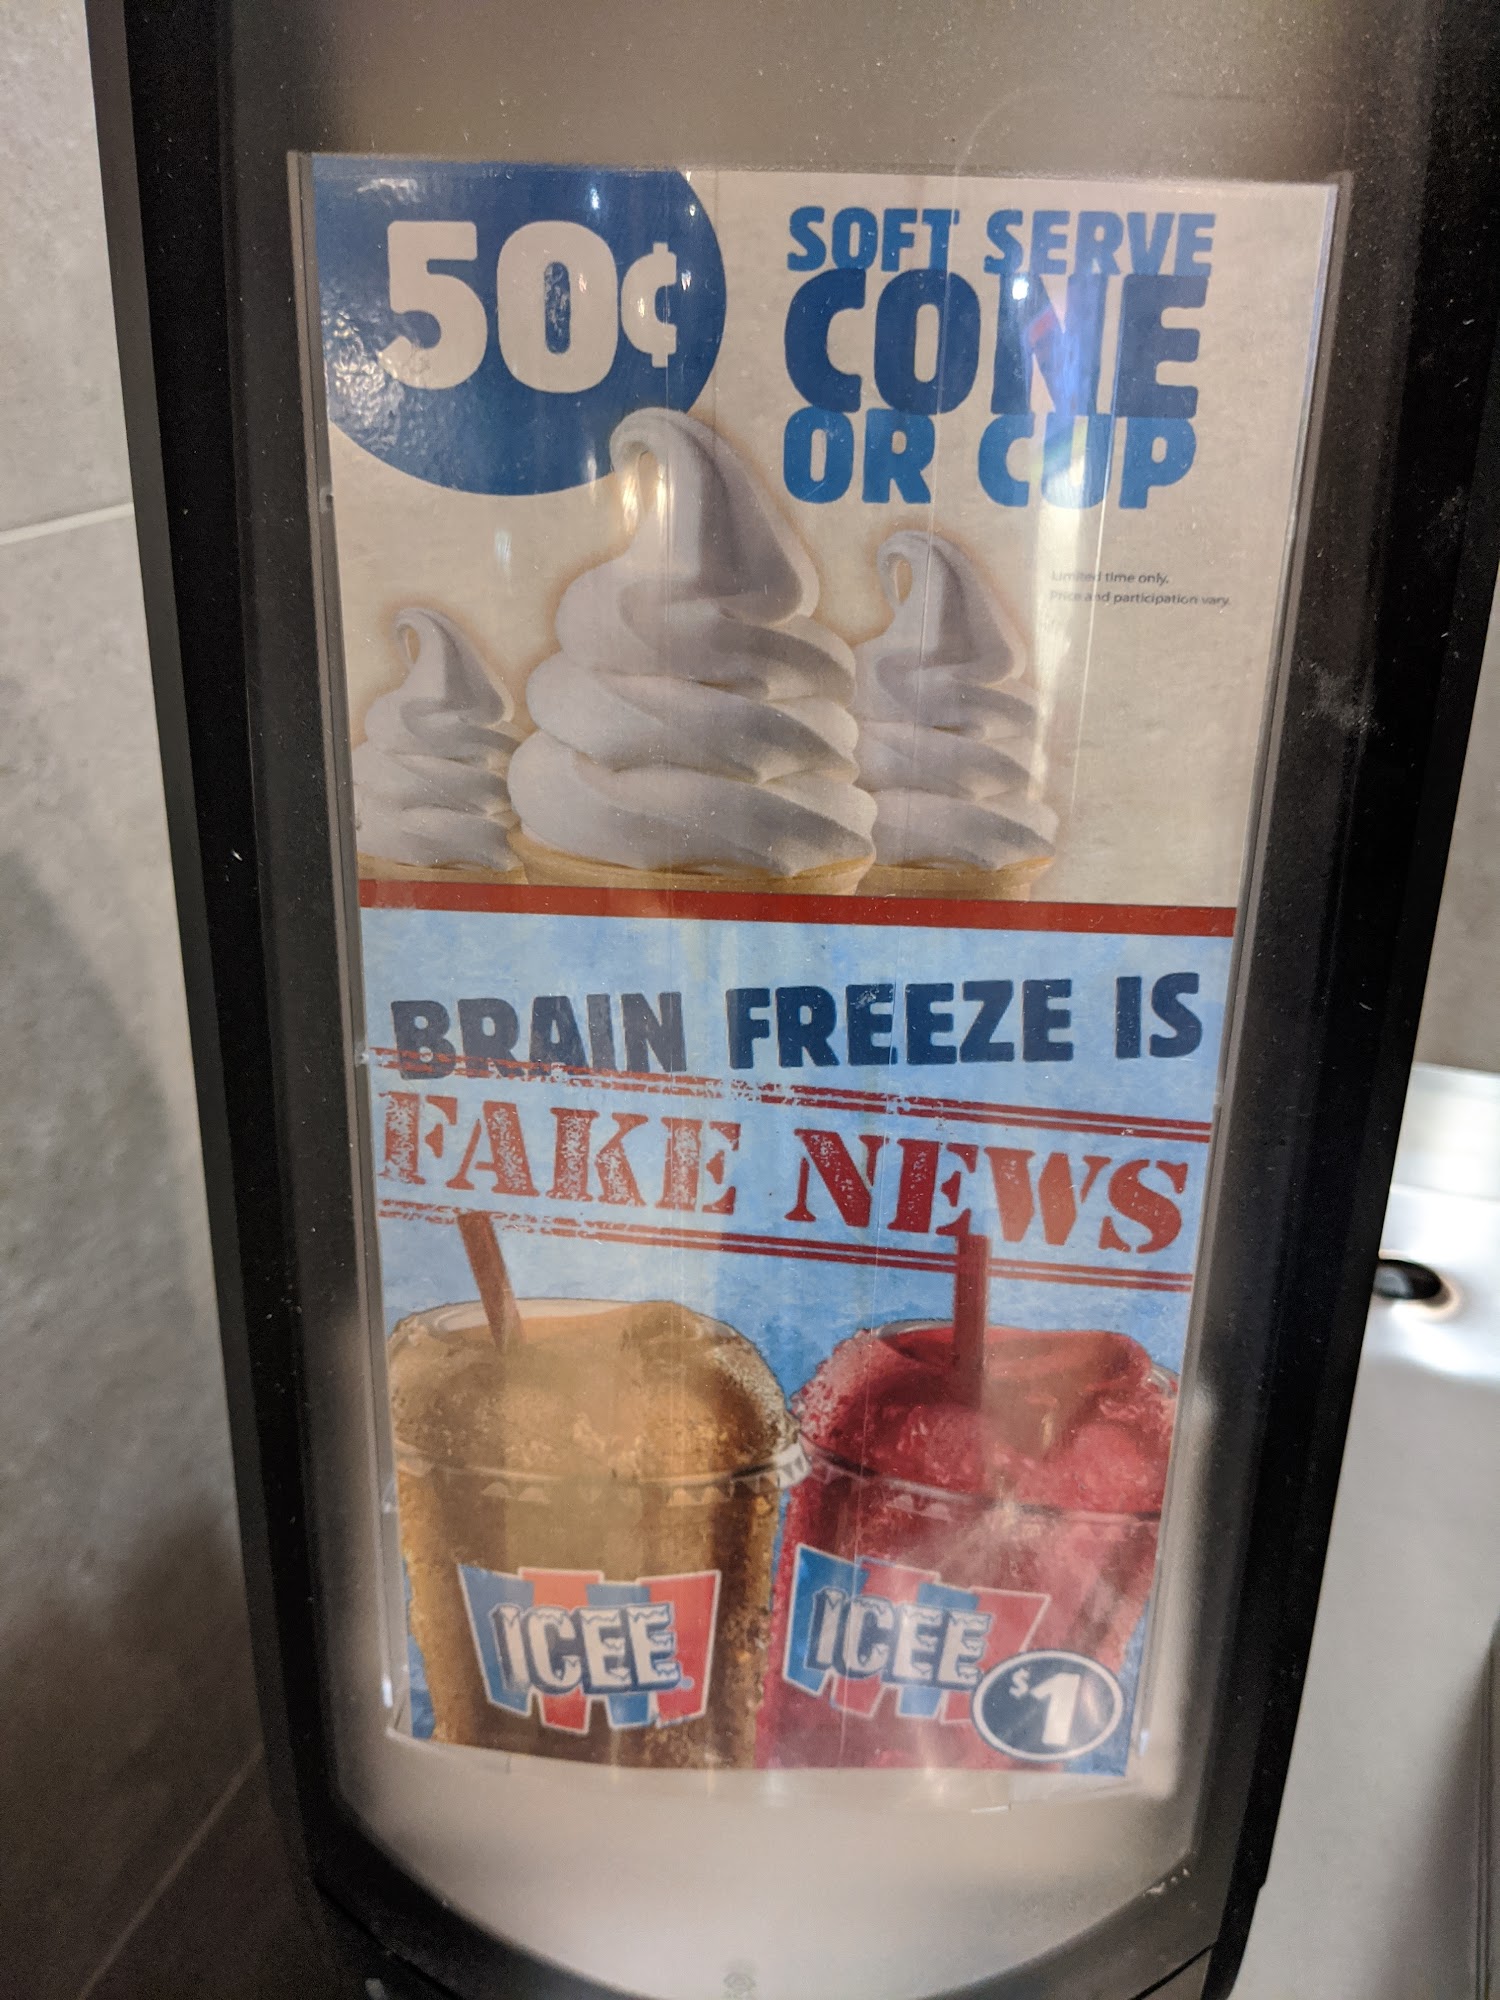 50¢
SOFT SERVE
CONE
OR CUP
Limited time only.
Price and participation vary.
BRAIN FREEZE IS
FAKE NEWS
ICEE
ICEE
$1